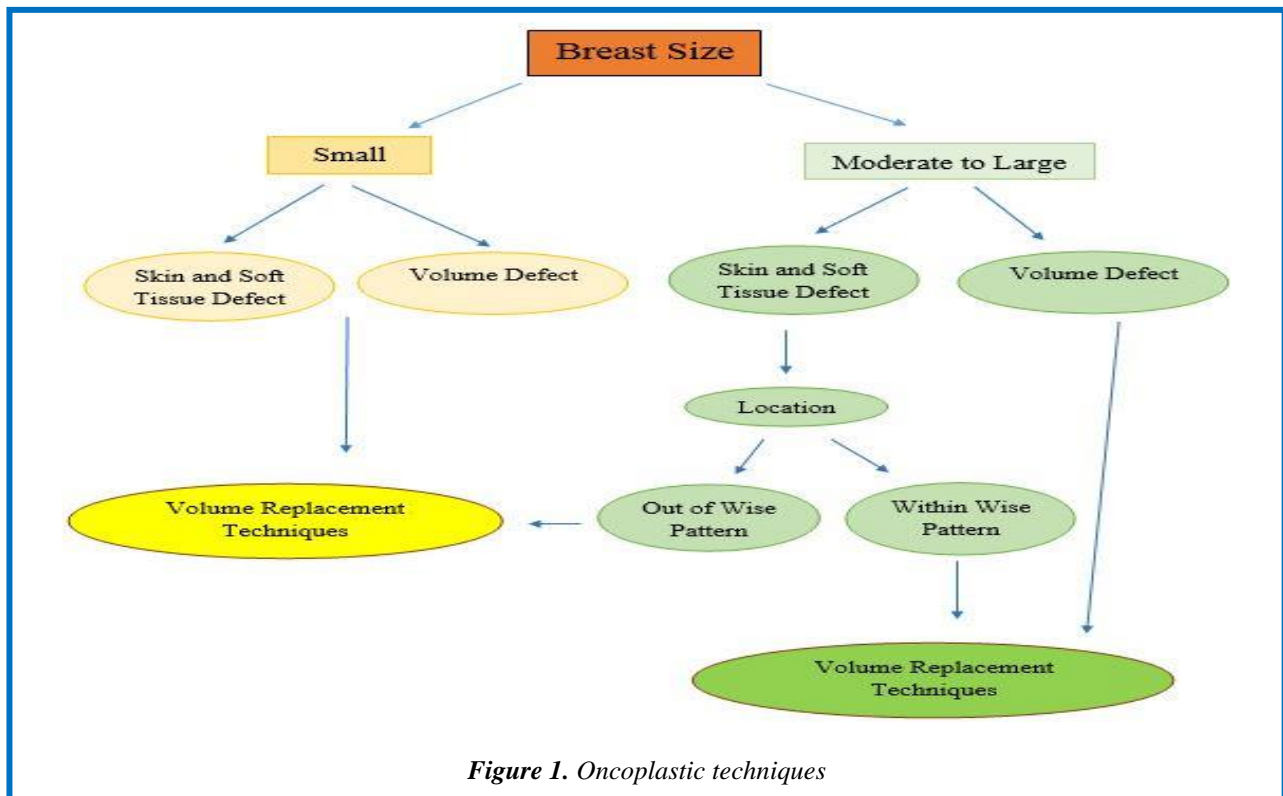 Breast Size
Small
Moderate to Large
Skin and Soft
Tissue Defect
Volume Defect
Skin and Soft
Tissue Defect
Volume Defect
Location
Volume Replacement
Techniques
Out of Wise
Pattern
Within Wise
Pattern
Volume Replacement
Techniques
Figure 1. Oncoplastic techniques